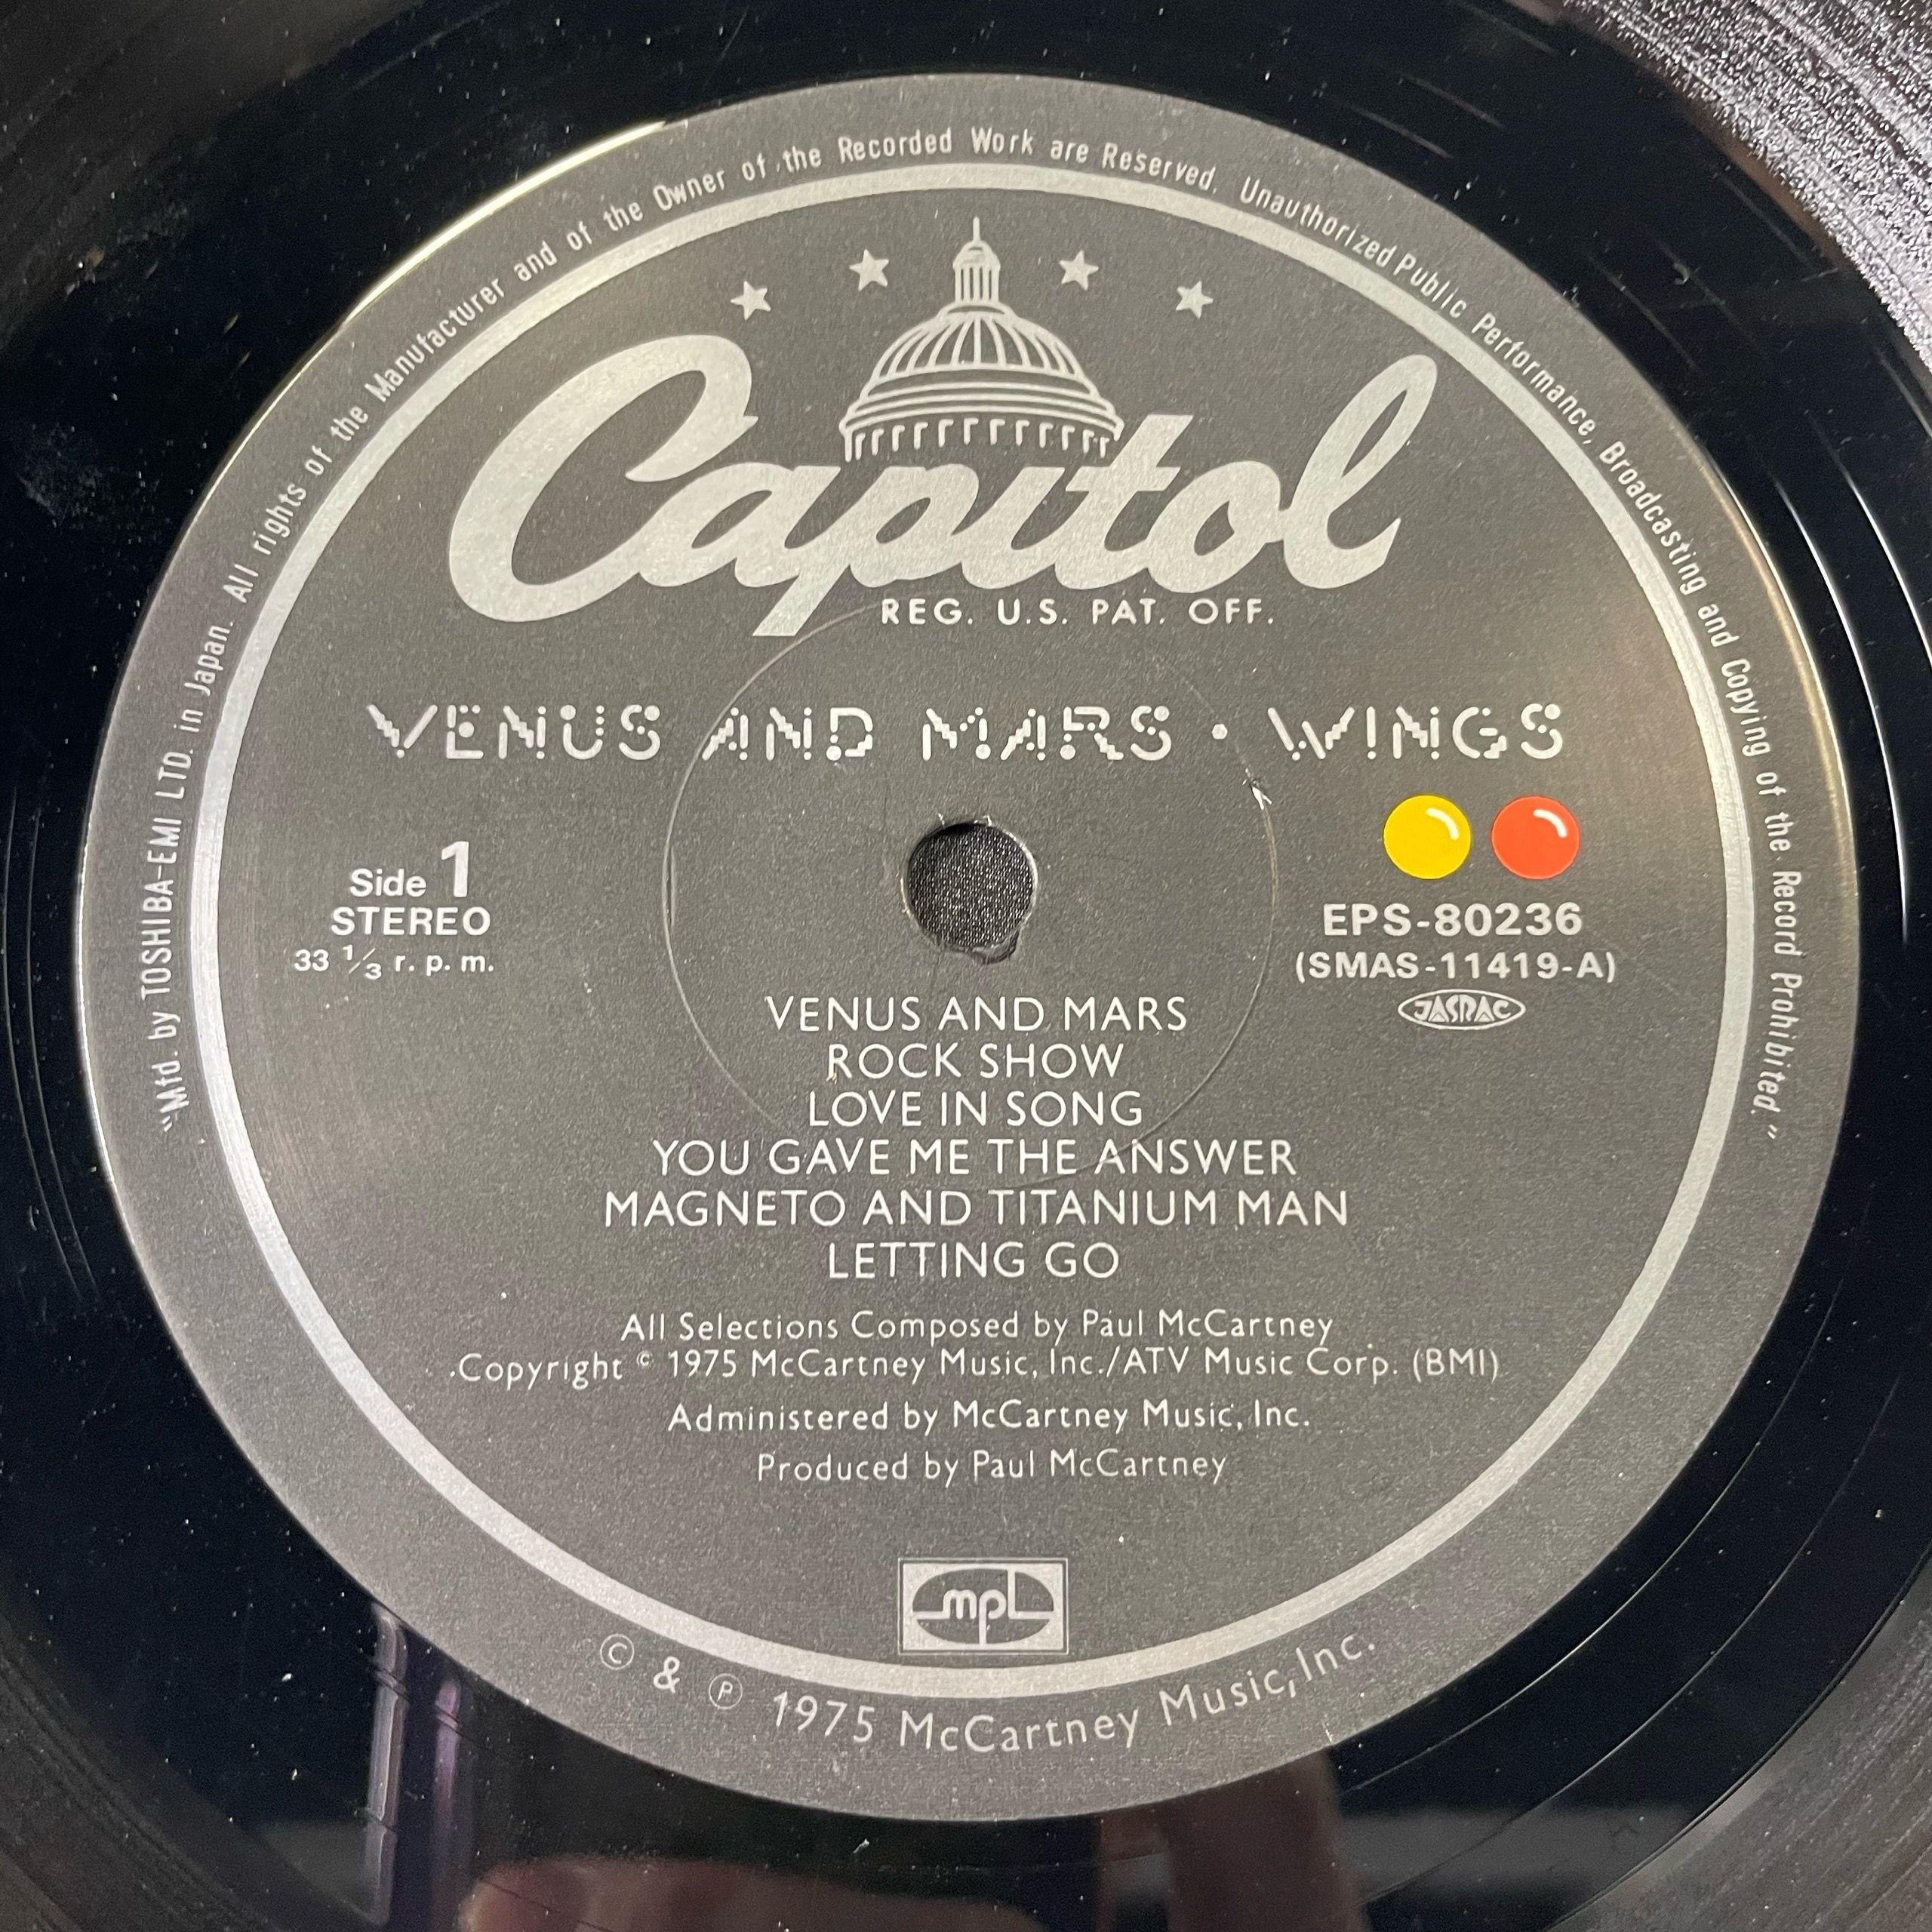 "Mfd. by TOSHIBA-EMI LTD. in Japan. All rights of the Manufacturer and of the Owner of the Recorded Work are Reserved. Unauthorized Public Performance, Broadcasting and Copying of the Record Prohibited."
Capitol
REG. U.S. PAT. OFF.
VENUS AND MARS • WINGS
Side 1
STEREO
33 1/3 r. p. m.
EPS-80236
(SMAS-11419-A)
JASRAC
VENUS AND MARS
ROCK SHOW
LOVE IN SONG
YOU GAVE ME THE ANSWER
MAGNETO AND TITANIUM MAN
LETTING GO
All Selections Composed by Paul McCartney
Copyright © 1975 McCartney Music, Inc./ATV Music Corp. (BMI)
Administered by McCartney Music, Inc.
Produced by Paul McCartney
mpl
© & ℗ 1975 McCartney Music, Inc.